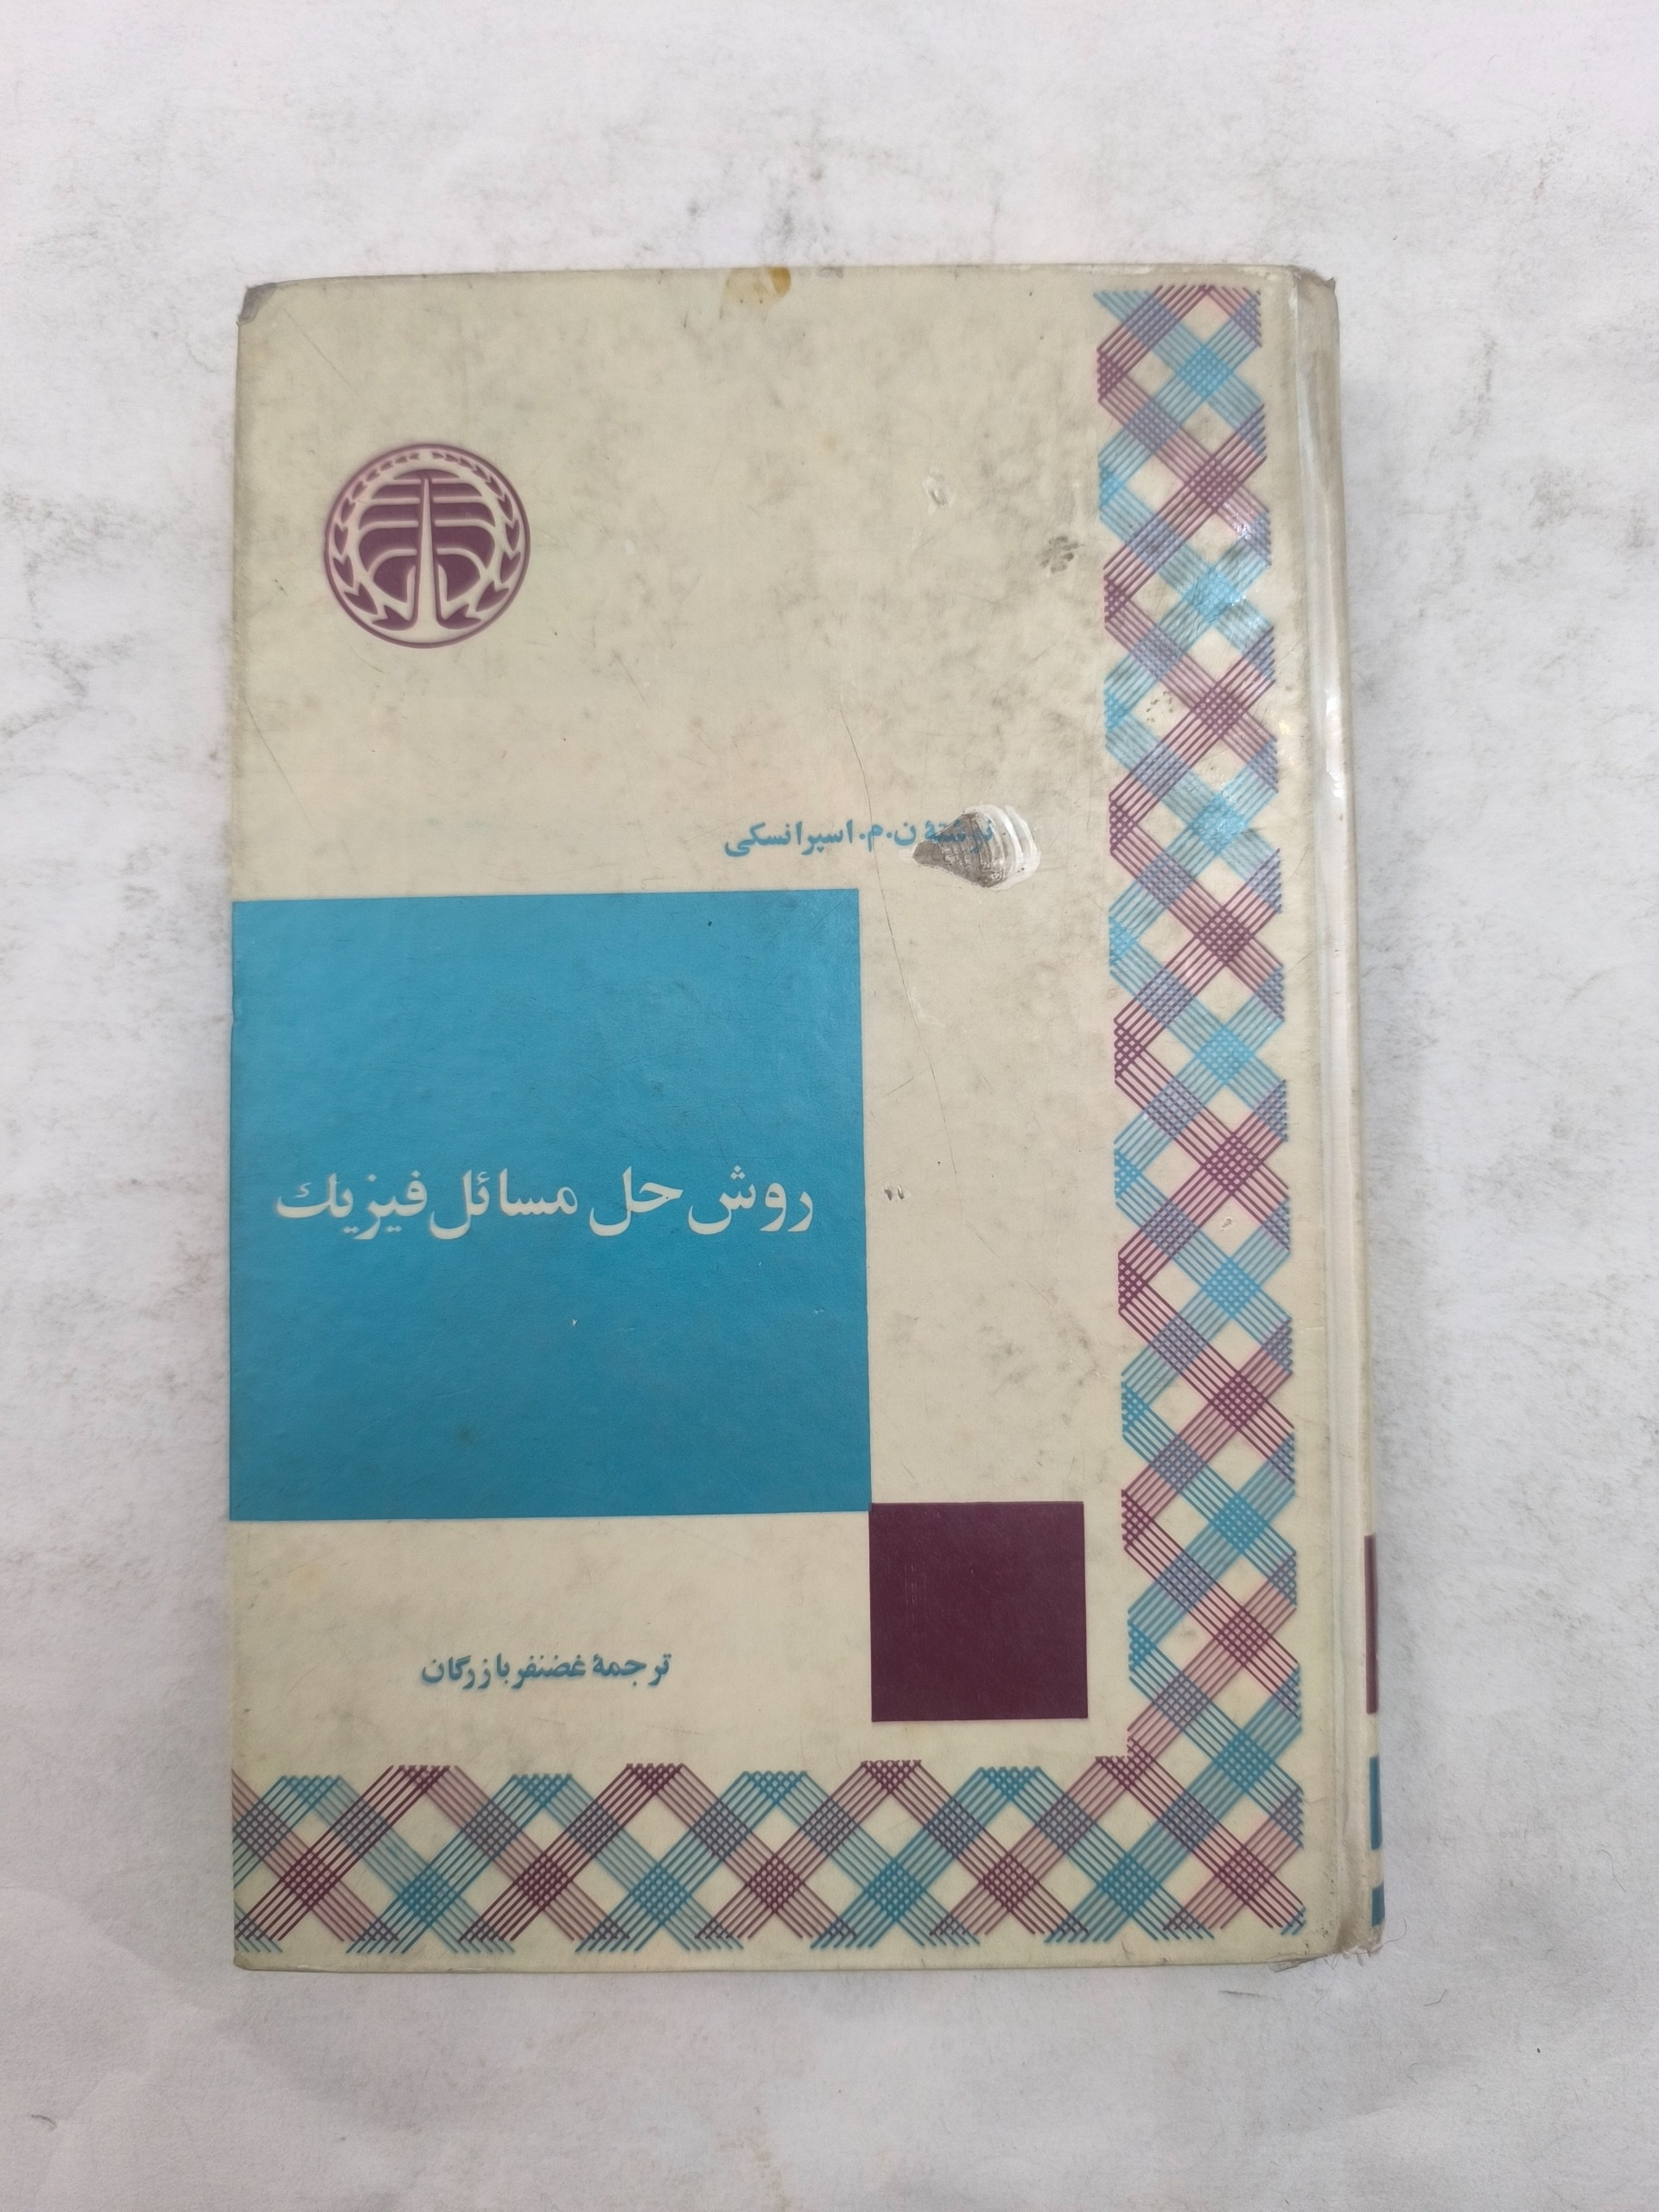 نوشتهٔ ن.م.اسپرانسکی
روش حل مسائل فیزیك
ترجمهٔ غضنفر بازرگان